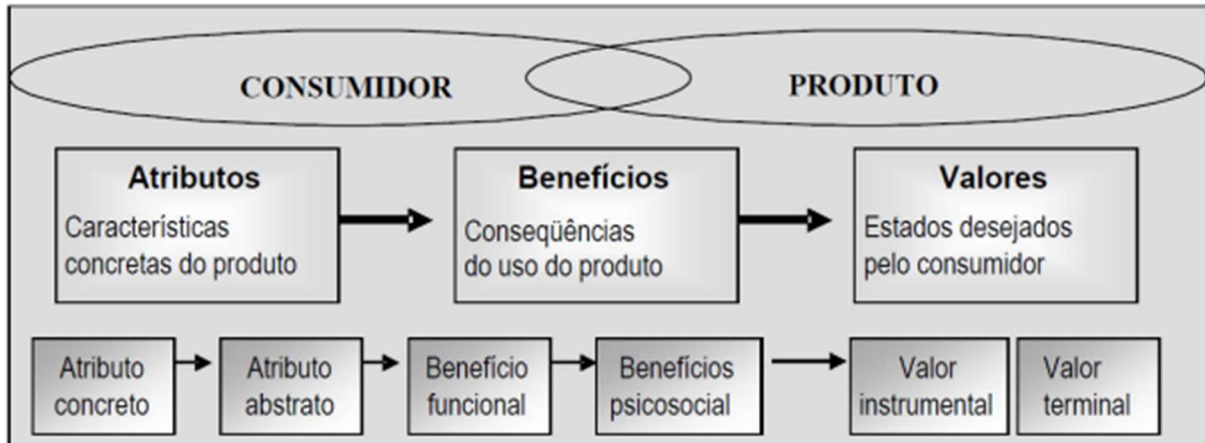 CONSUMIDOR
PRODUTO
Atributos
Características
concretas do produto
Benefícios
Conseqüências
do uso do produto
Valores
Estados desejados
pelo consumidor
Atributo
concreto
Atributo
abstrato
Benefício
funcional
Benefícios
psicosocial
Valor
instrumental
Valor
terminal